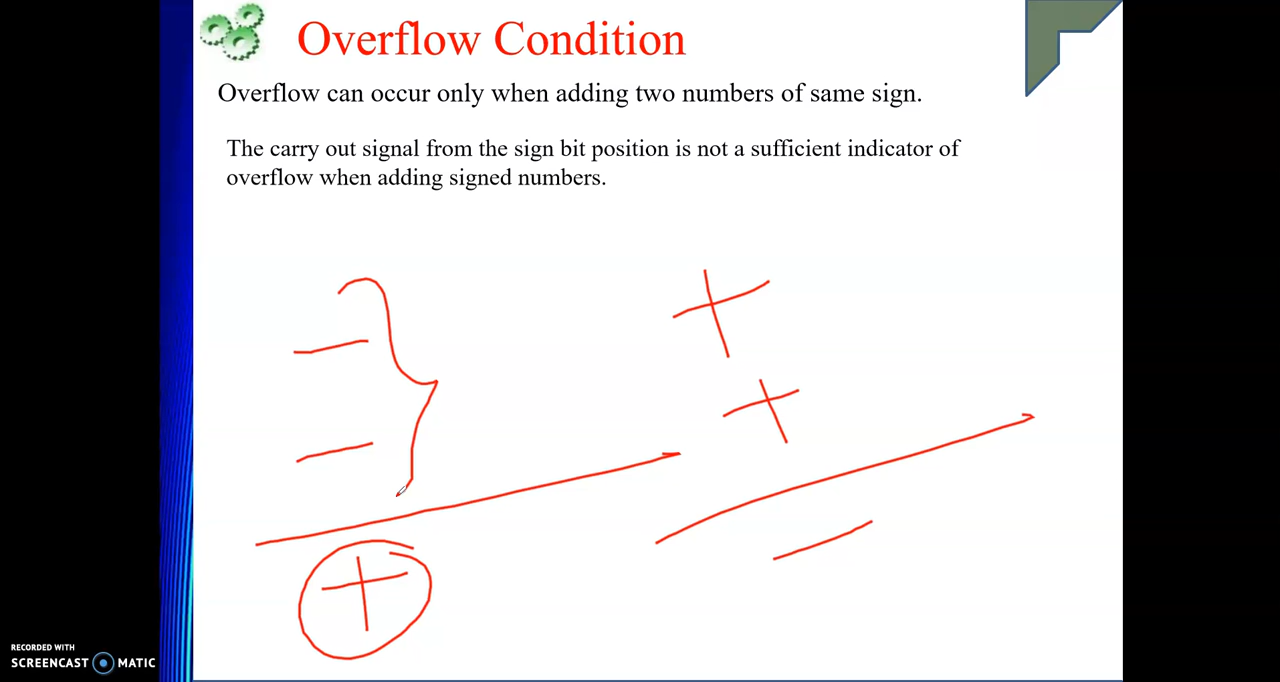 Overflow Condition
Overflow can occur only when adding two numbers of same sign.
The carry out signal from the sign bit position is not a sufficient indicator of
overflow when adding signed numbers.
−
−
+
+
+
−
RECORDED WITH
SCREENCAST MATIC